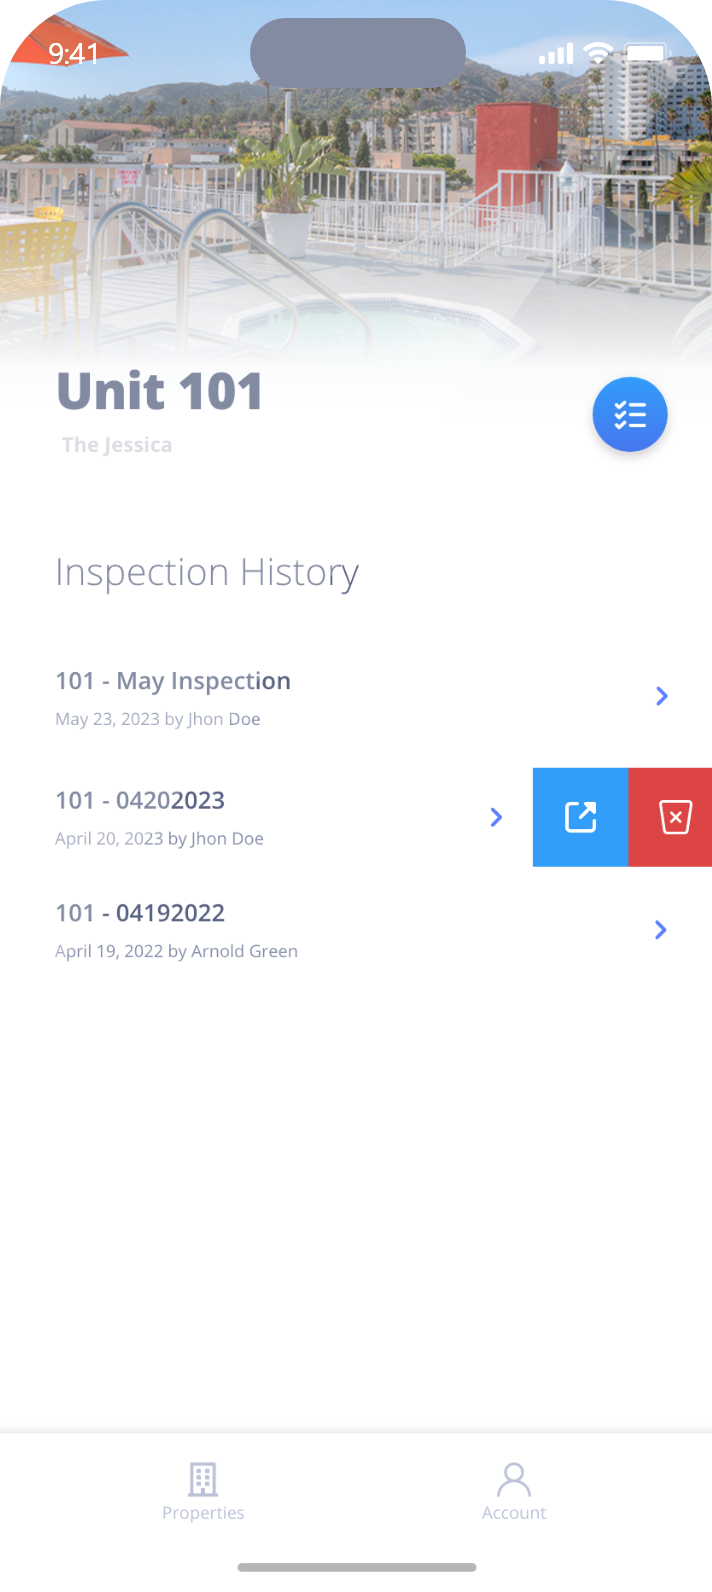 9:41
Unit 101
The Jessica
Inspection History
101 - May Inspection
May 23, 2023 by Jhon Doe
101 - 04202023
April 20, 2023 by Jhon Doe
101 - 04192022
April 19, 2022 by Arnold Green
Properties
Account